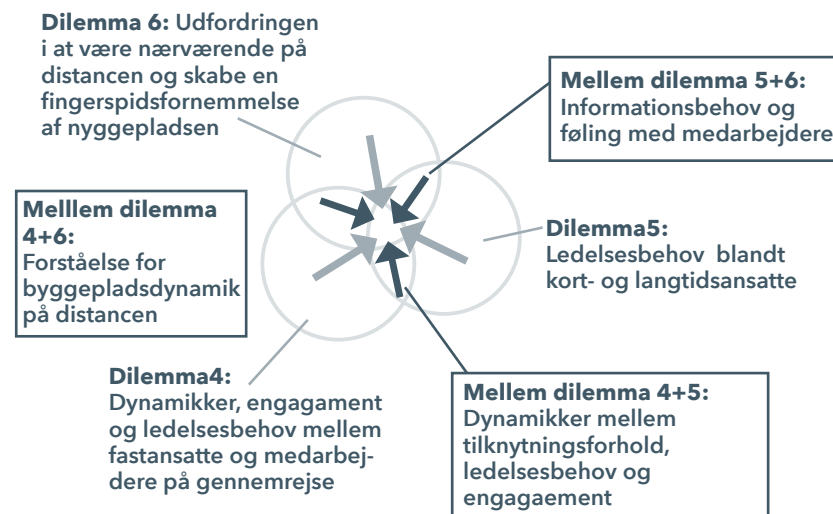 Dilemma 6: Udfordringen
i at være nærværende på
distancen og skabe en
fingerspidsfornemmelse
af nyggepladsen
Mellem dilemma 5+6:
Informationsbehov og
føling med medarbejdere
Melllem dilemma
4+6:
Forståelse for
byggepladsdynamik
på distancen
Dilemma5:
Ledelsesbehov blandt
kort- og langtidsansatte
Dilemma4:
Dynamikker, engagament
og ledelsesbehov mellem
fastansatte og medarbej-
dere på gennemrejse
Mellem dilemma 4+5:
Dynamikker mellem
tilknytningsforhold,
ledelsesbehov og
engagaement